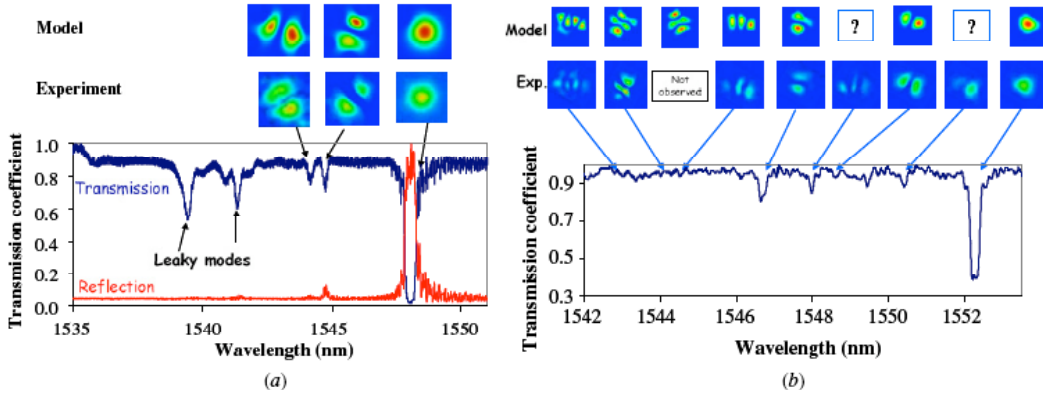 Model
Experiment
Transmission coefficient
1.0
0.8
0.6
0.4
0.2
0.0
Transmission
Leaky modes
Reflection
1535
1540
1545
1550
Wavelength (nm)
(a)
Model
?
?
Exp.
Not
observed
Transmission coefficient
0.9
0.7
0.5
0.3
1542
1544
1546
1548
1550
1552
Wavelength (nm)
(b)